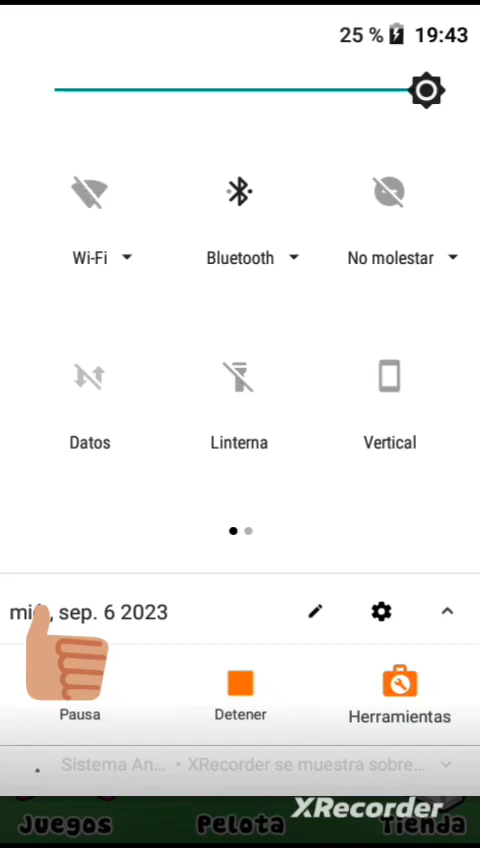 25 % 19:43
Wi-Fi Bluetooth No molestar
Datos Linterna Vertical
sep. 6 2023
Pausa Detener Herramientas
Sistema An... • XRecorder se muestra sobre...
XRecorder
Juegos Pelota Tienda